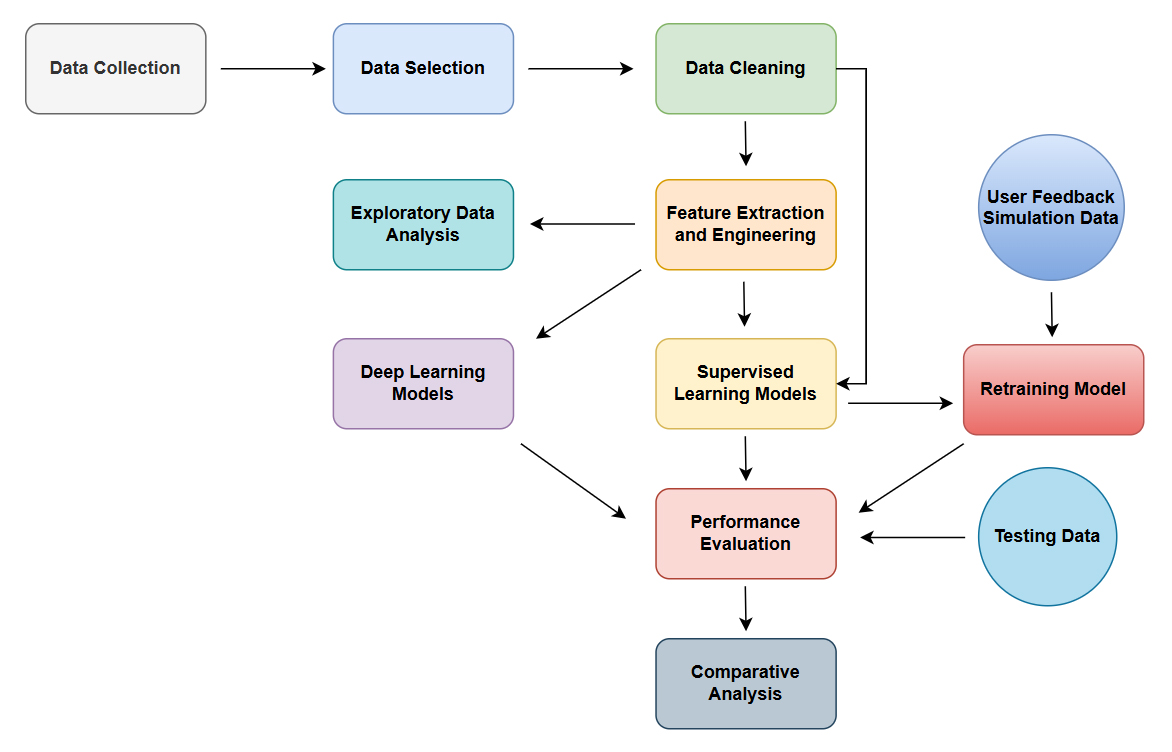 Data Collection
Data Selection
Data Cleaning
User Feedback
Simulation Data
Exploratory Data
Analysis
Feature Extraction
and Engineering
Deep Learning
Models
Supervised
Learning Models
Retraining Model
Performance
Evaluation
Testing Data
Comparative
Analysis